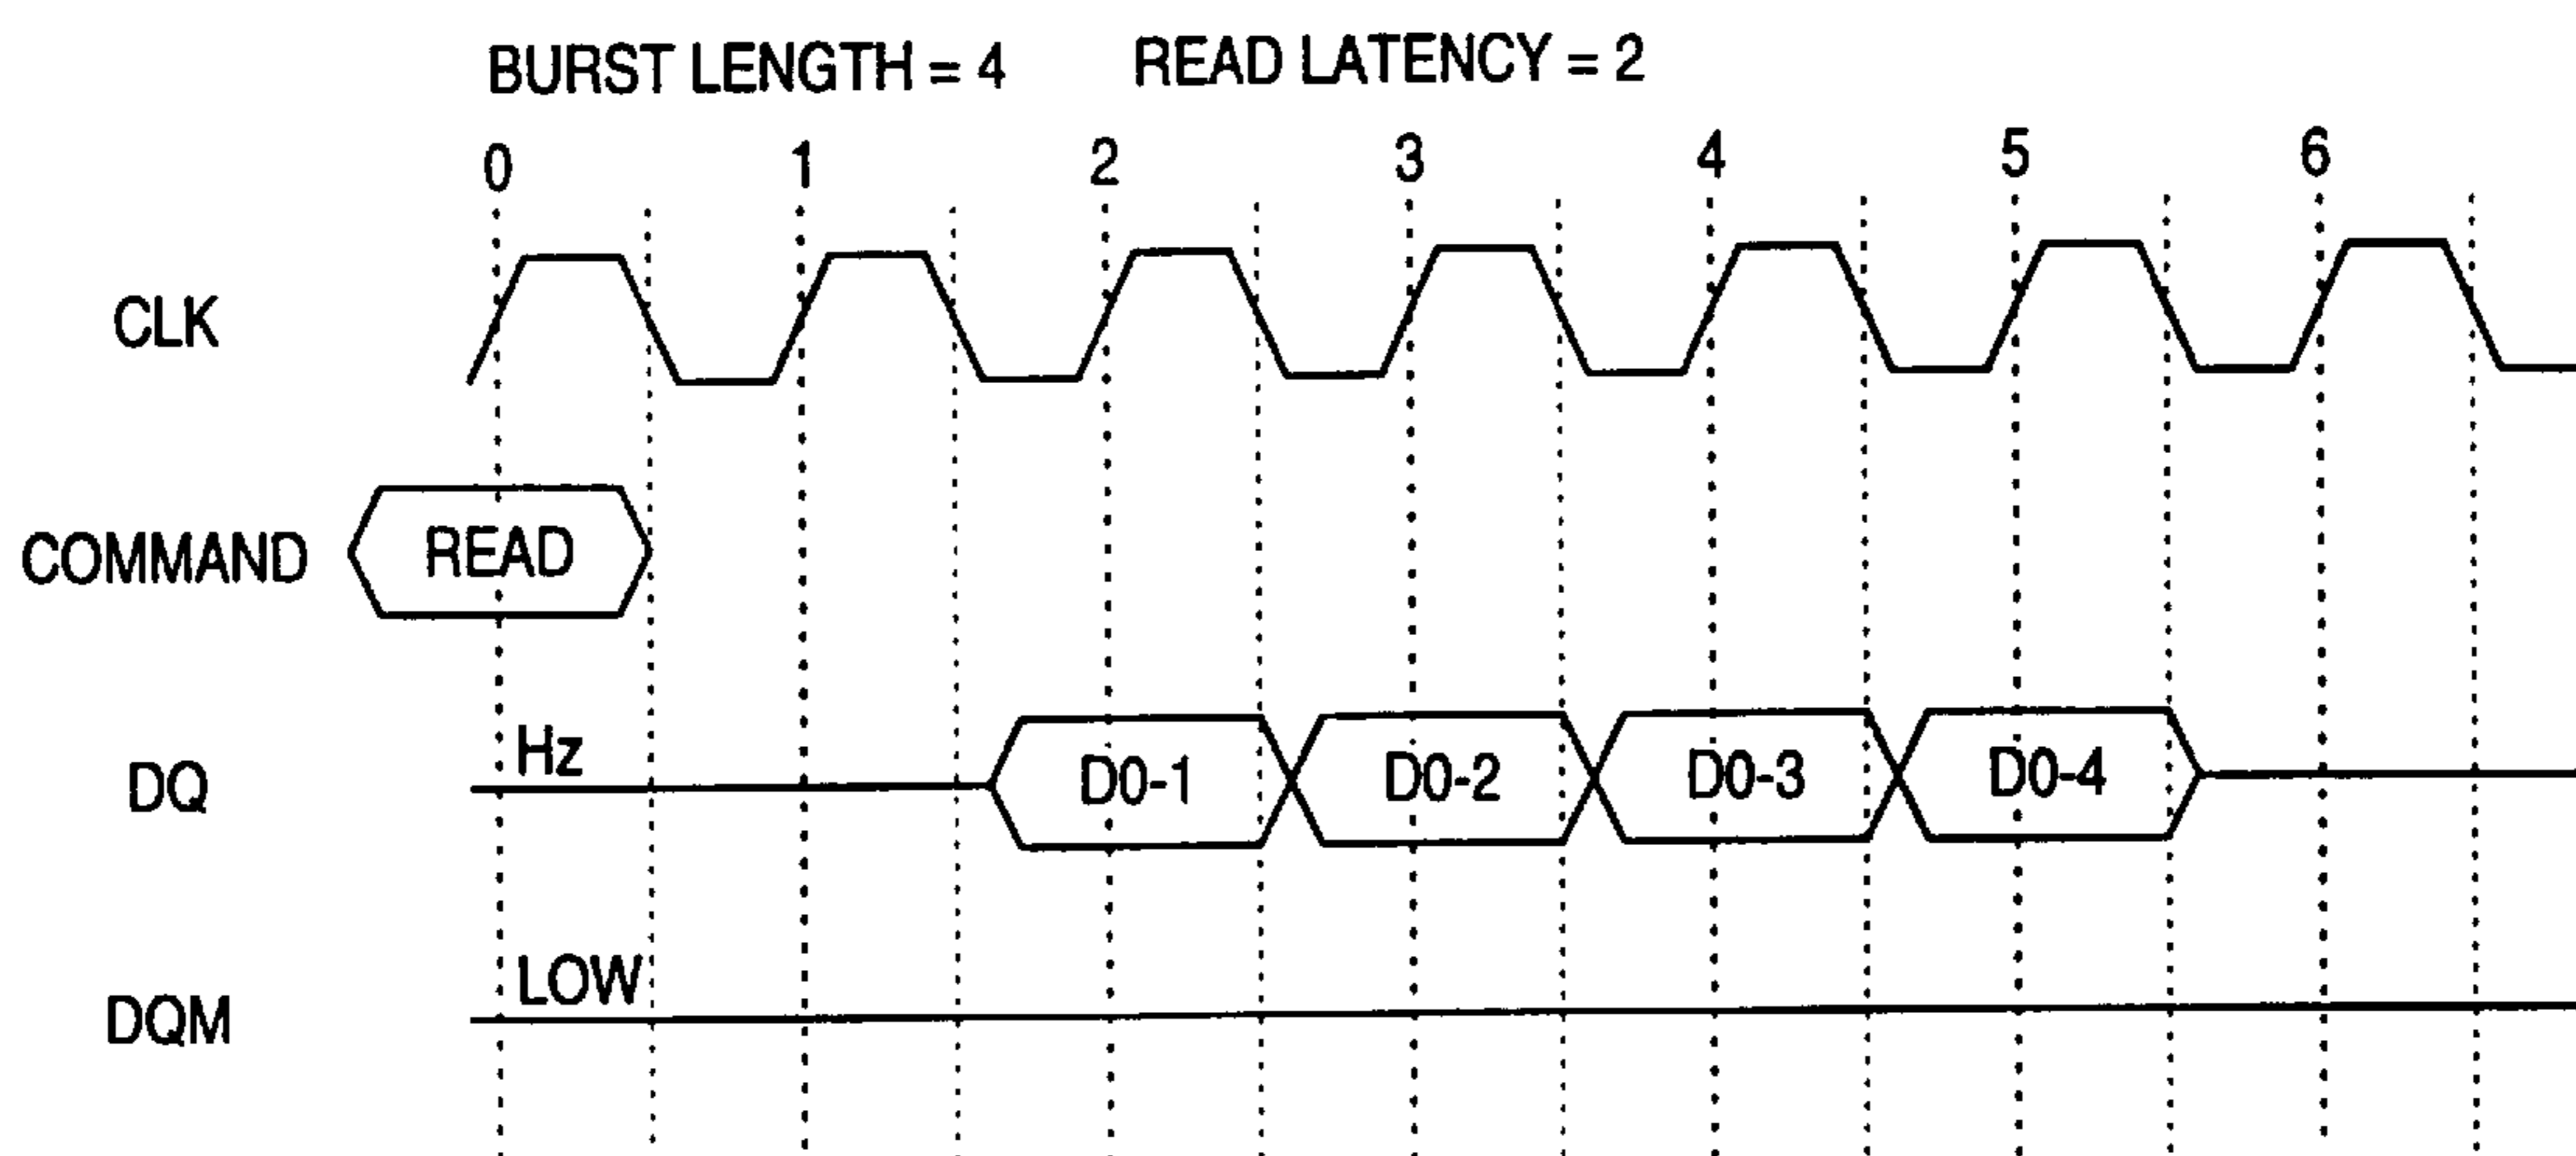 BURST LENGTH = 4 READ LATENCY = 2
0 1 2 3 4 5 6
CLK
COMMAND READ
DQ Hz D0-1 D0-2 D0-3 D0-4
DQM LOW